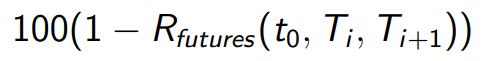 100(1 − R_futures(t_0, T_i, T_{i+1}))